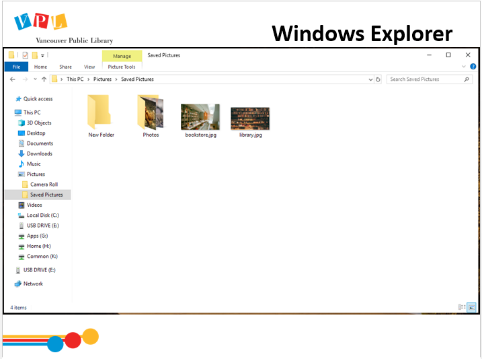 VPL
Vancouver Public Library
Windows Explorer
Manage Saved Pictures
File Home Share View Picture Tools
This PC > Pictures > Saved Pictures
Search Saved Pictures
Quick access
This PC
3D Objects
Desktop
Documents
Downloads
Music
Pictures
Camera Roll
Saved Pictures
Videos
Local Disk (C:)
USB DRIVE (E:)
Apps (G:)
Home (H:)
Common (K:)
USB DRIVE (E:)
Network
New Folder
Photos
bookstore.jpg
library.jpg
4 items